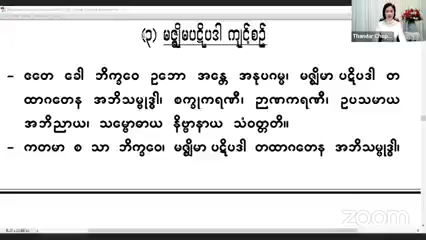 (၃) မဇ္ဈိမပဋိပဒါ ကျင့်စဉ်
– ဧတေ ခေါ ဘိက္ခဝေ ဥဘော အန္တေ အနုပဂမ္မ၊ မဇ္ဈိမာ ပဋိပဒါ တ
ထာဂတေန အဘိသမ္ဗုဒ္ဓါ၊ စက္ခုကရဏီ၊ ဉာဏကရဏီ၊ ဥပသမာယ
အဘိညာယ၊ သမ္ဗောဓာယ နိဗ္ဗာနာယ သံဝတ္တတိ။
– ကတမာ စ သာ ဘိက္ခဝေ၊ မဇ္ဈိမာ ပဋိပဒါ တထာဂတေန အဘိသမ္ဗုဒ္ဓါ၊
Thandar Chop...
zoom